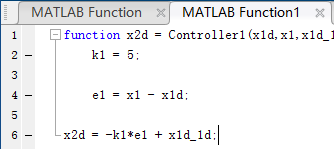 MATLAB Function × MATLAB Function1 ×
1 function x2d = Controller1(x1d,x1,x1d_1
2 – k1 = 5;
3
4 – e1 = x1 - x1d;
5
6 – x2d = -k1*e1 + x1d_1d;